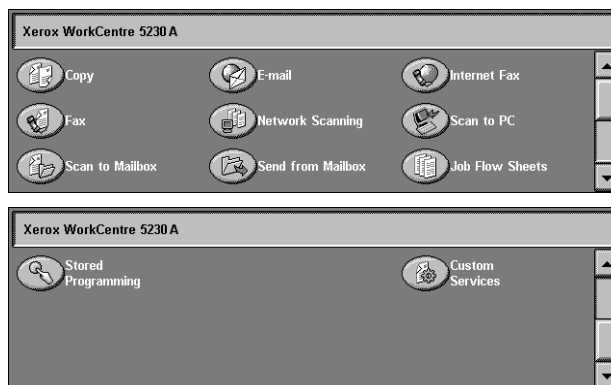 Xerox WorkCentre 5230 A
Copy
E-mail
Internet Fax
Fax
Network Scanning
Scan to PC
Scan to Mailbox
Send from Mailbox
Job Flow Sheets
Xerox WorkCentre 5230 A
Stored
Programming
Custom
Services